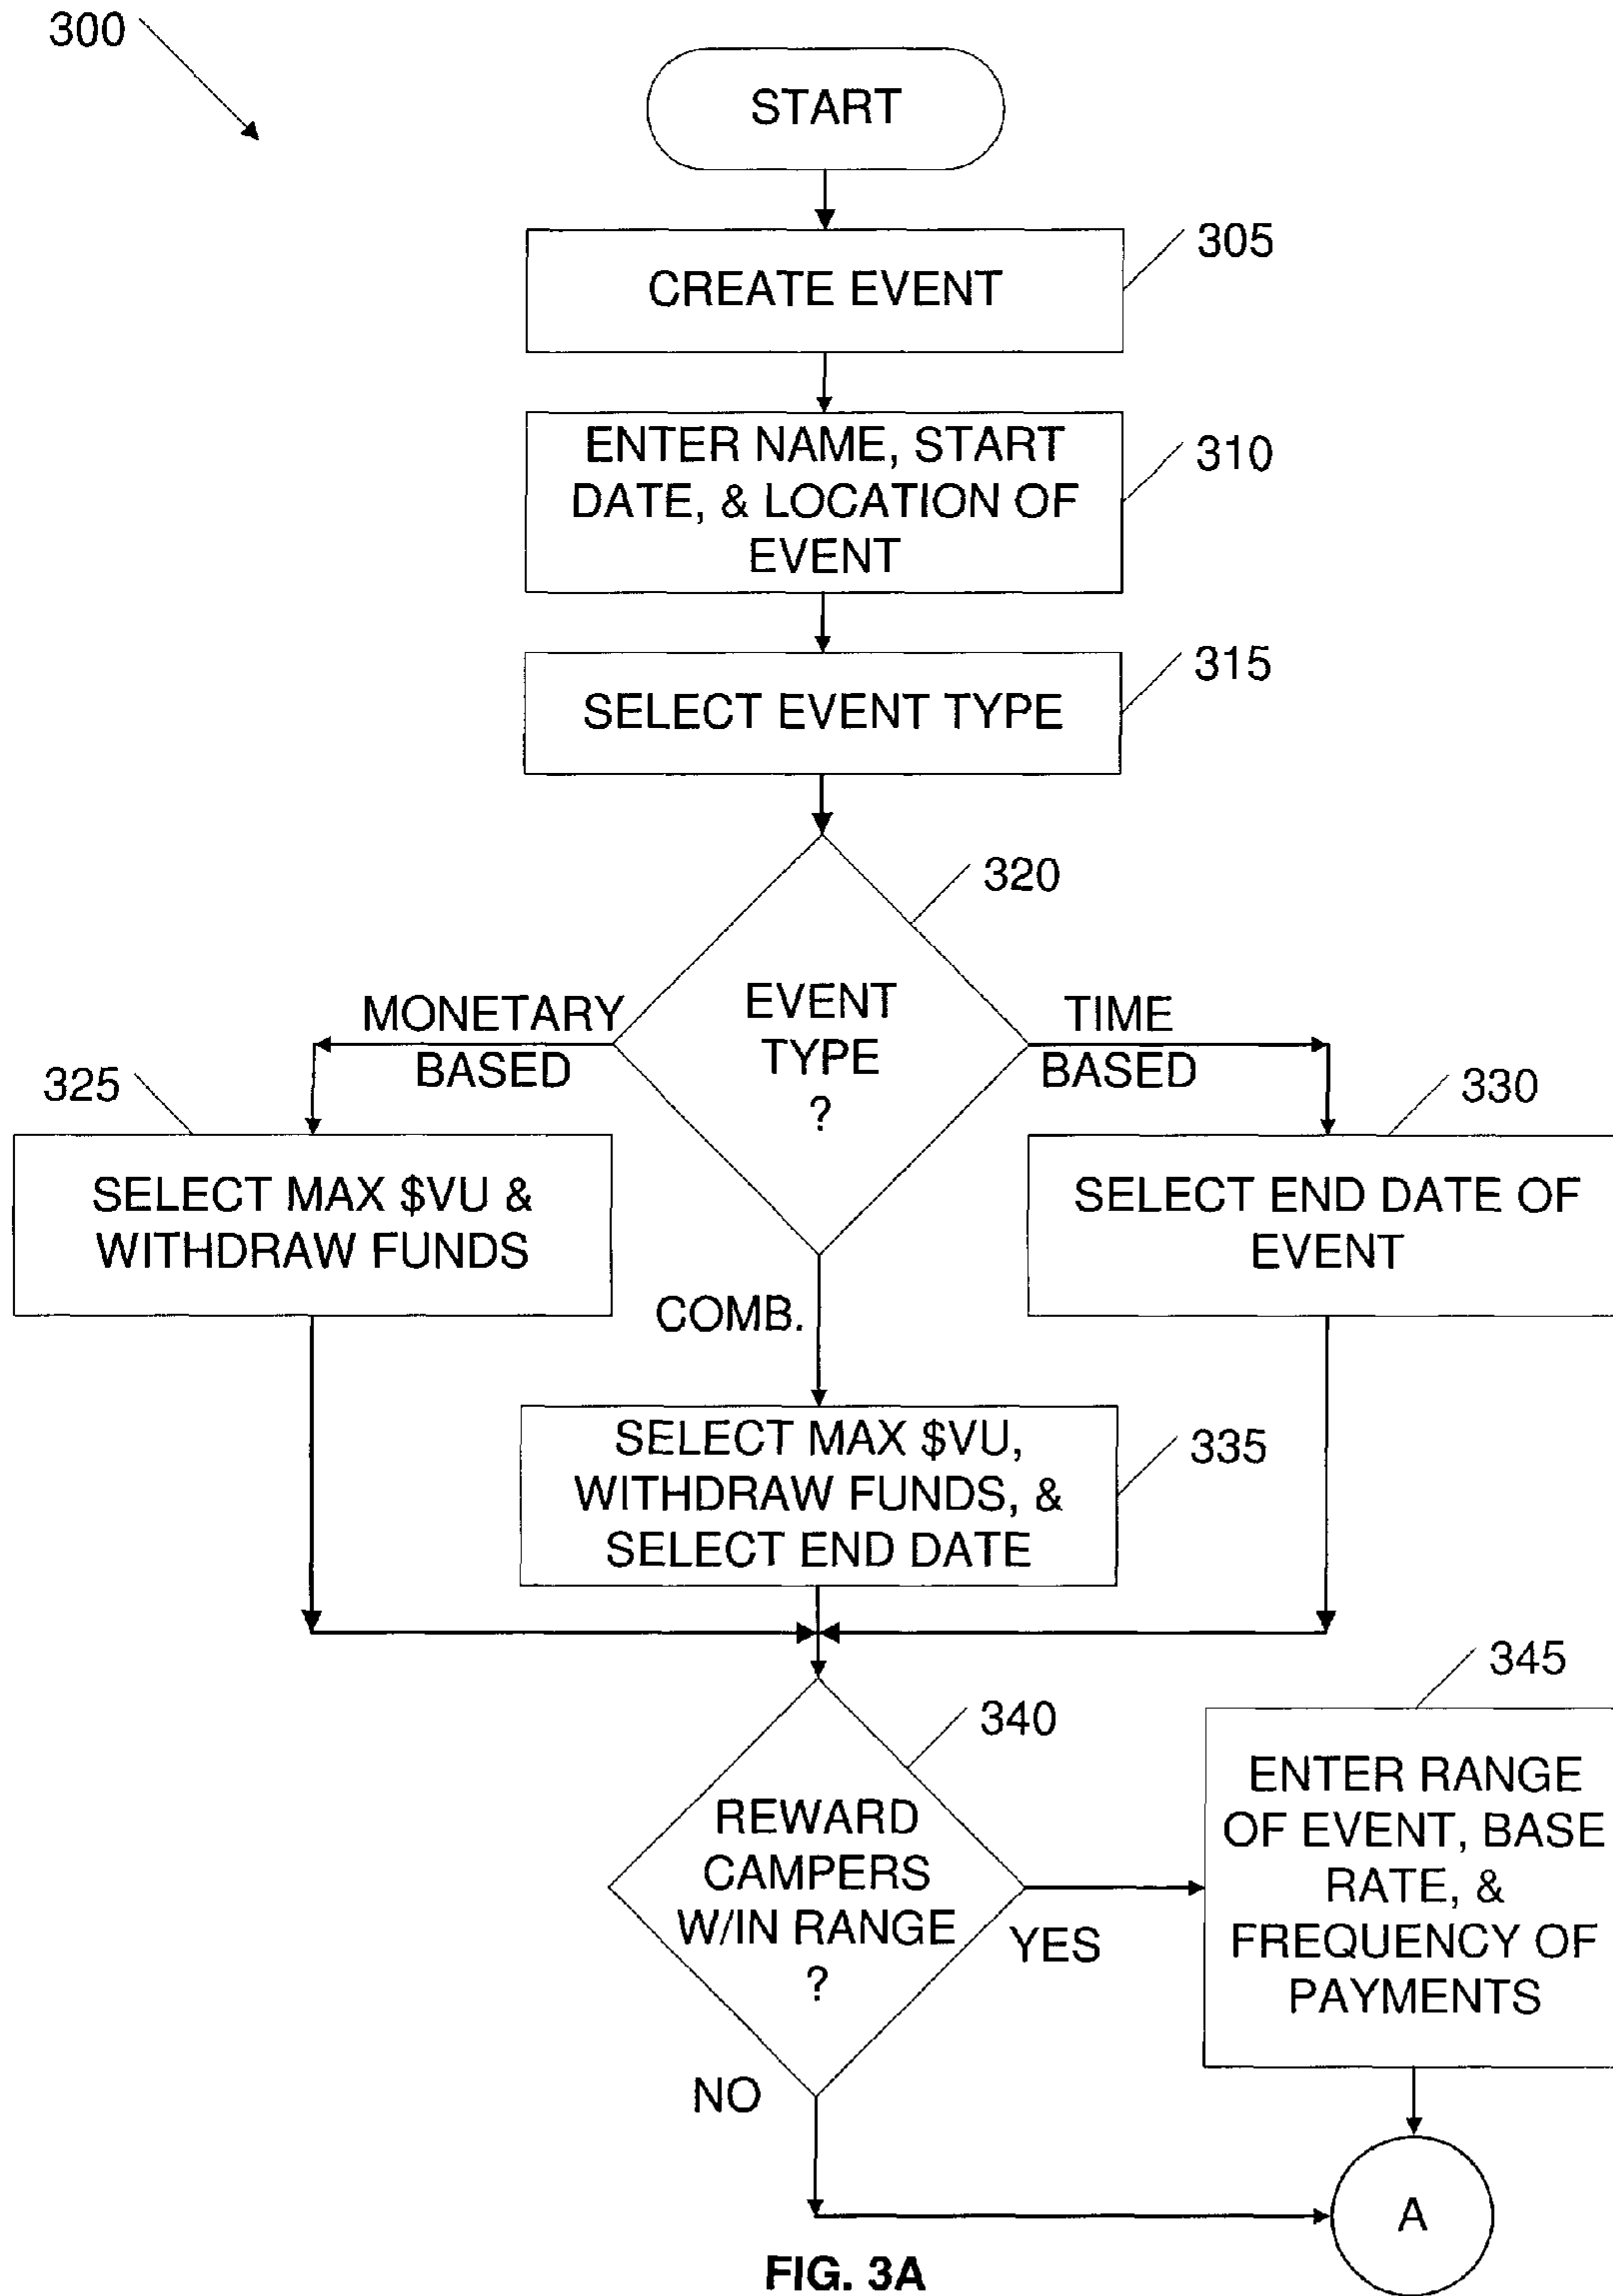 300
START
305
CREATE EVENT
310
ENTER NAME, START
DATE, & LOCATION OF
EVENT
315
SELECT EVENT TYPE
320
EVENT
TYPE
?
MONETARY
BASED
TIME
BASED
325
SELECT MAX $VU &
WITHDRAW FUNDS
330
SELECT END DATE OF
EVENT
COMB.
335
SELECT MAX $VU,
WITHDRAW FUNDS, &
SELECT END DATE
340
REWARD
CAMPERS
W/IN RANGE
?
YES
345
ENTER RANGE
OF EVENT, BASE
RATE, &
FREQUENCY OF
PAYMENTS
NO
A
FIG. 3A